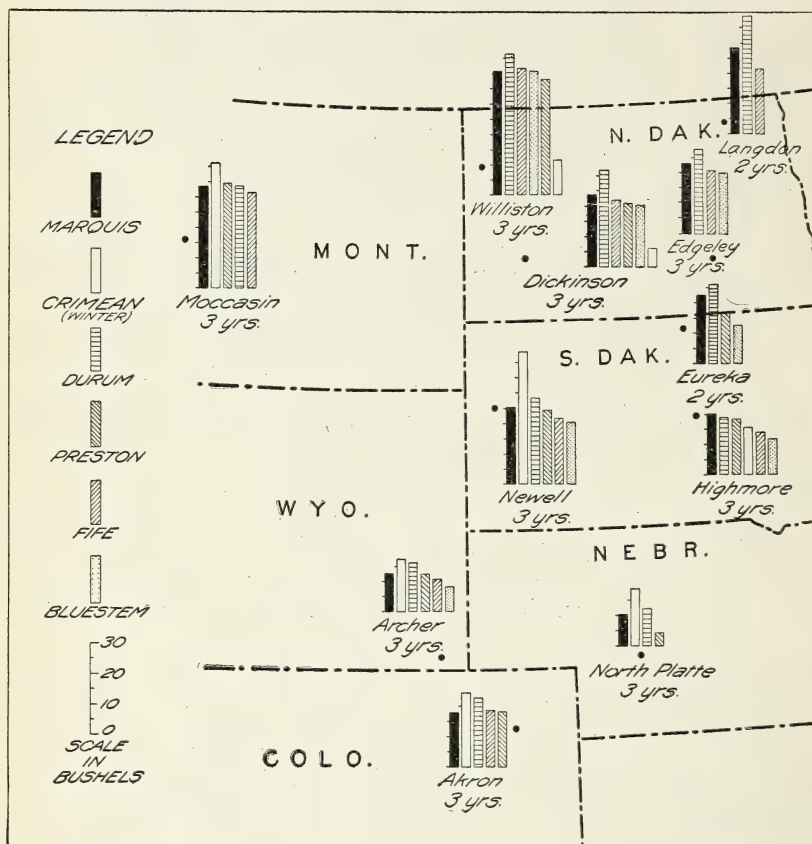 LEGEND
MARQUIS
CRIMEAN
(WINTER)
DURUM
PRESTON
FIFE
BLUESTEM
30
20
10
0
SCALE
IN
BUSHELS
MONT.
Moccasin
3 yrs.
N. DAK.
Williston
3 yrs.
Langdon
2 yrs.
Dickinson
3 yrs.
Edgeley
3 yrs.
S. DAK.
Eureka
2 yrs.
Newell
3 yrs.
Highmore
3 yrs.
WYO.
Archer
3 yrs.
NEBR.
North Platte
3 yrs.
COLO.
Akron
3 yrs.